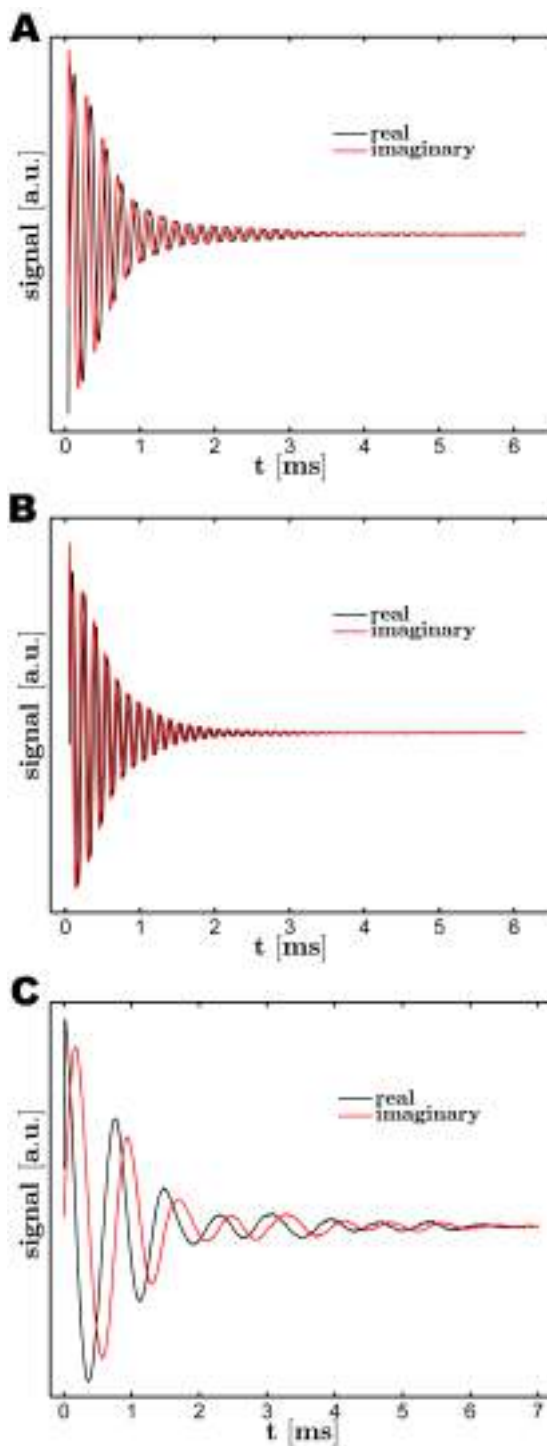 A
signal [a.u.]
real
imaginary
0 1 2 3 4 5 6
t [ms]
B
signal [a.u.]
real
imaginary
0 1 2 3 4 5 6
t [ms]
C
signal [a.u.]
real
imaginary
0 1 2 3 4 5 6 7
t [ms]